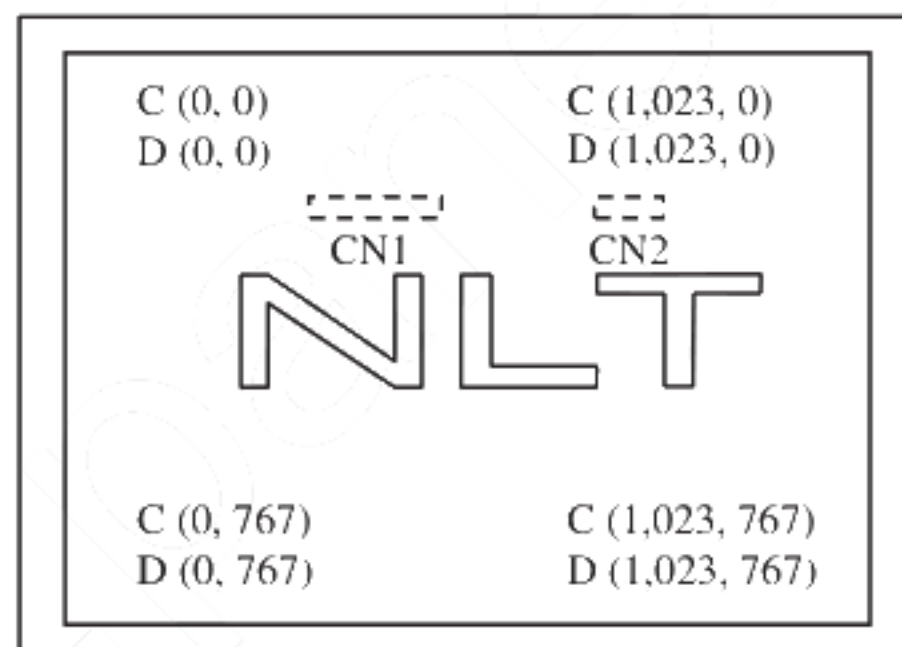 C (0, 0) C (1,023, 0)
D (0, 0) D (1,023, 0)
CN1 CN2
NLT
C (0, 767) C (1,023, 767)
D (0, 767) D (1,023, 767)